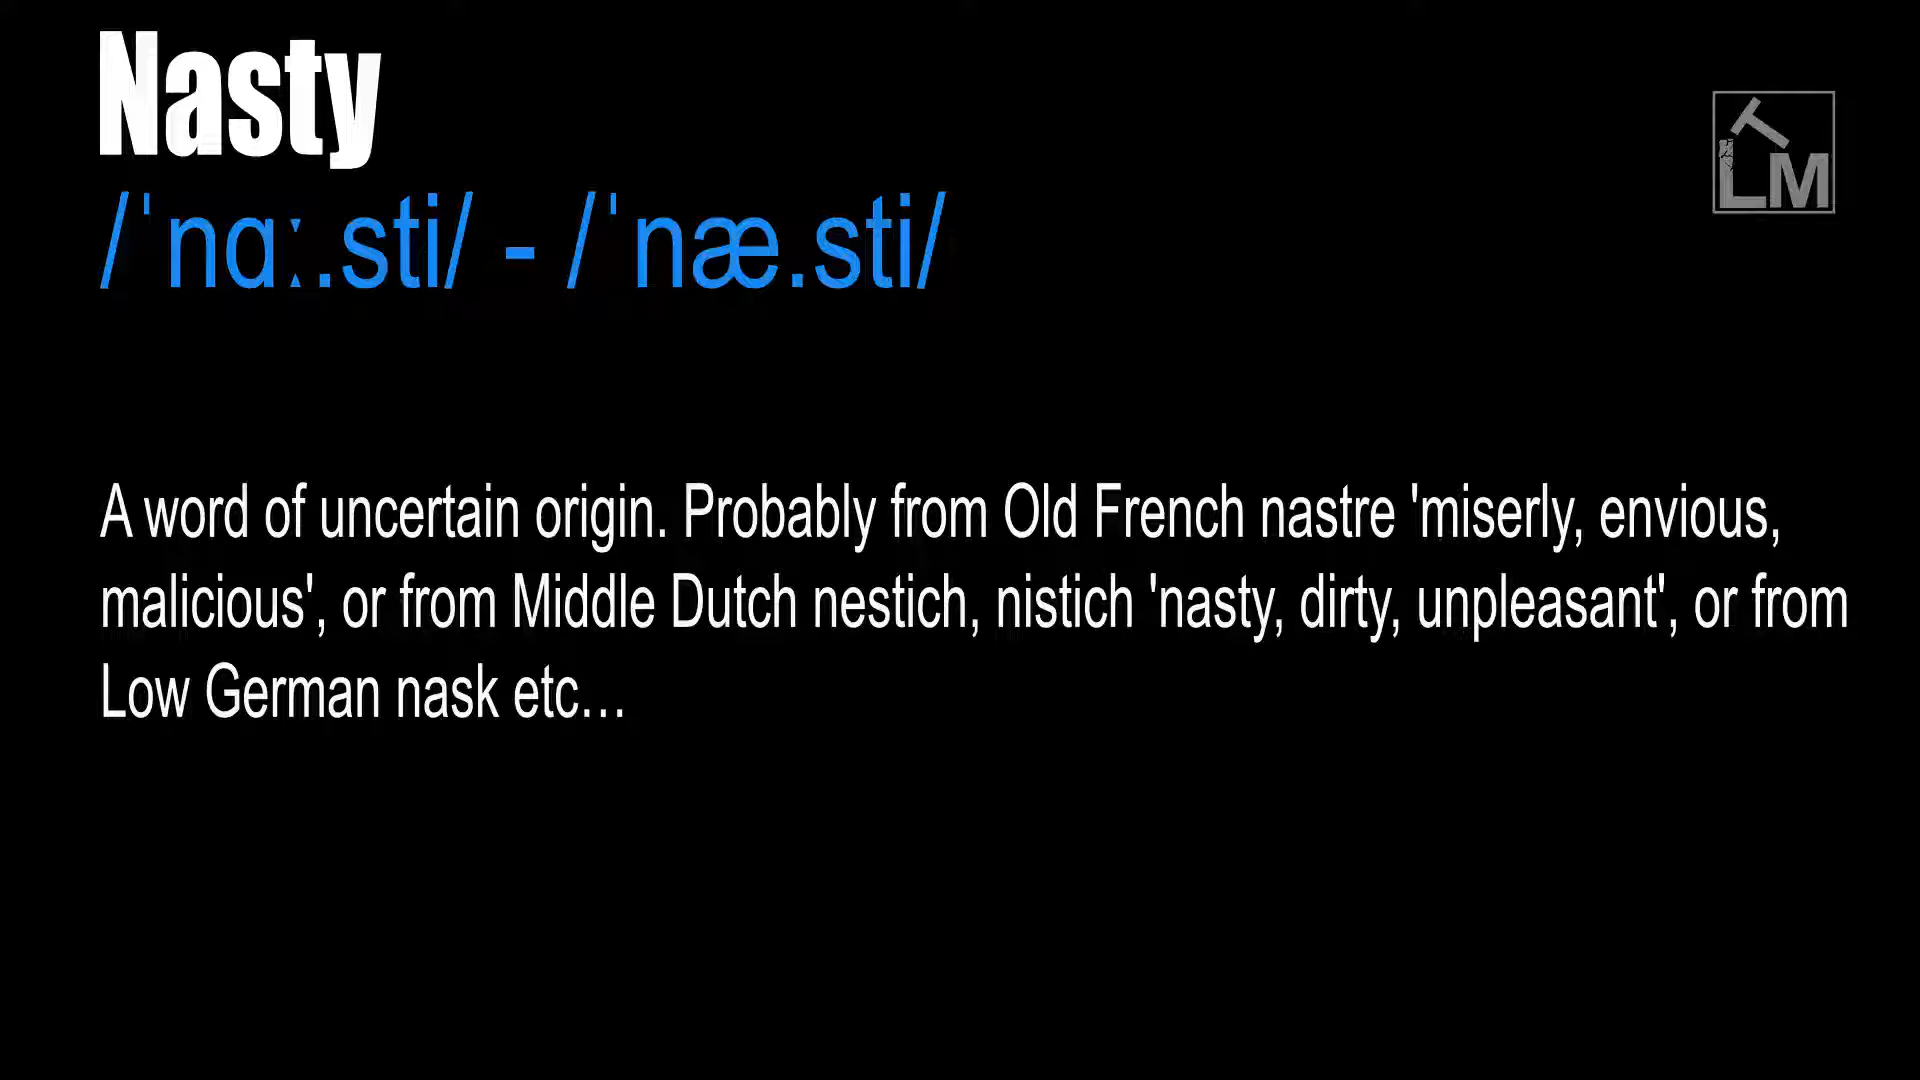 Nasty
/ˈnɑː.sti/ - /ˈnæ.sti/
A word of uncertain origin. Probably from Old French nastre 'miserly, envious,
malicious', or from Middle Dutch nestich, nistich 'nasty, dirty, unpleasant', or from
Low German nask etc…
TLM